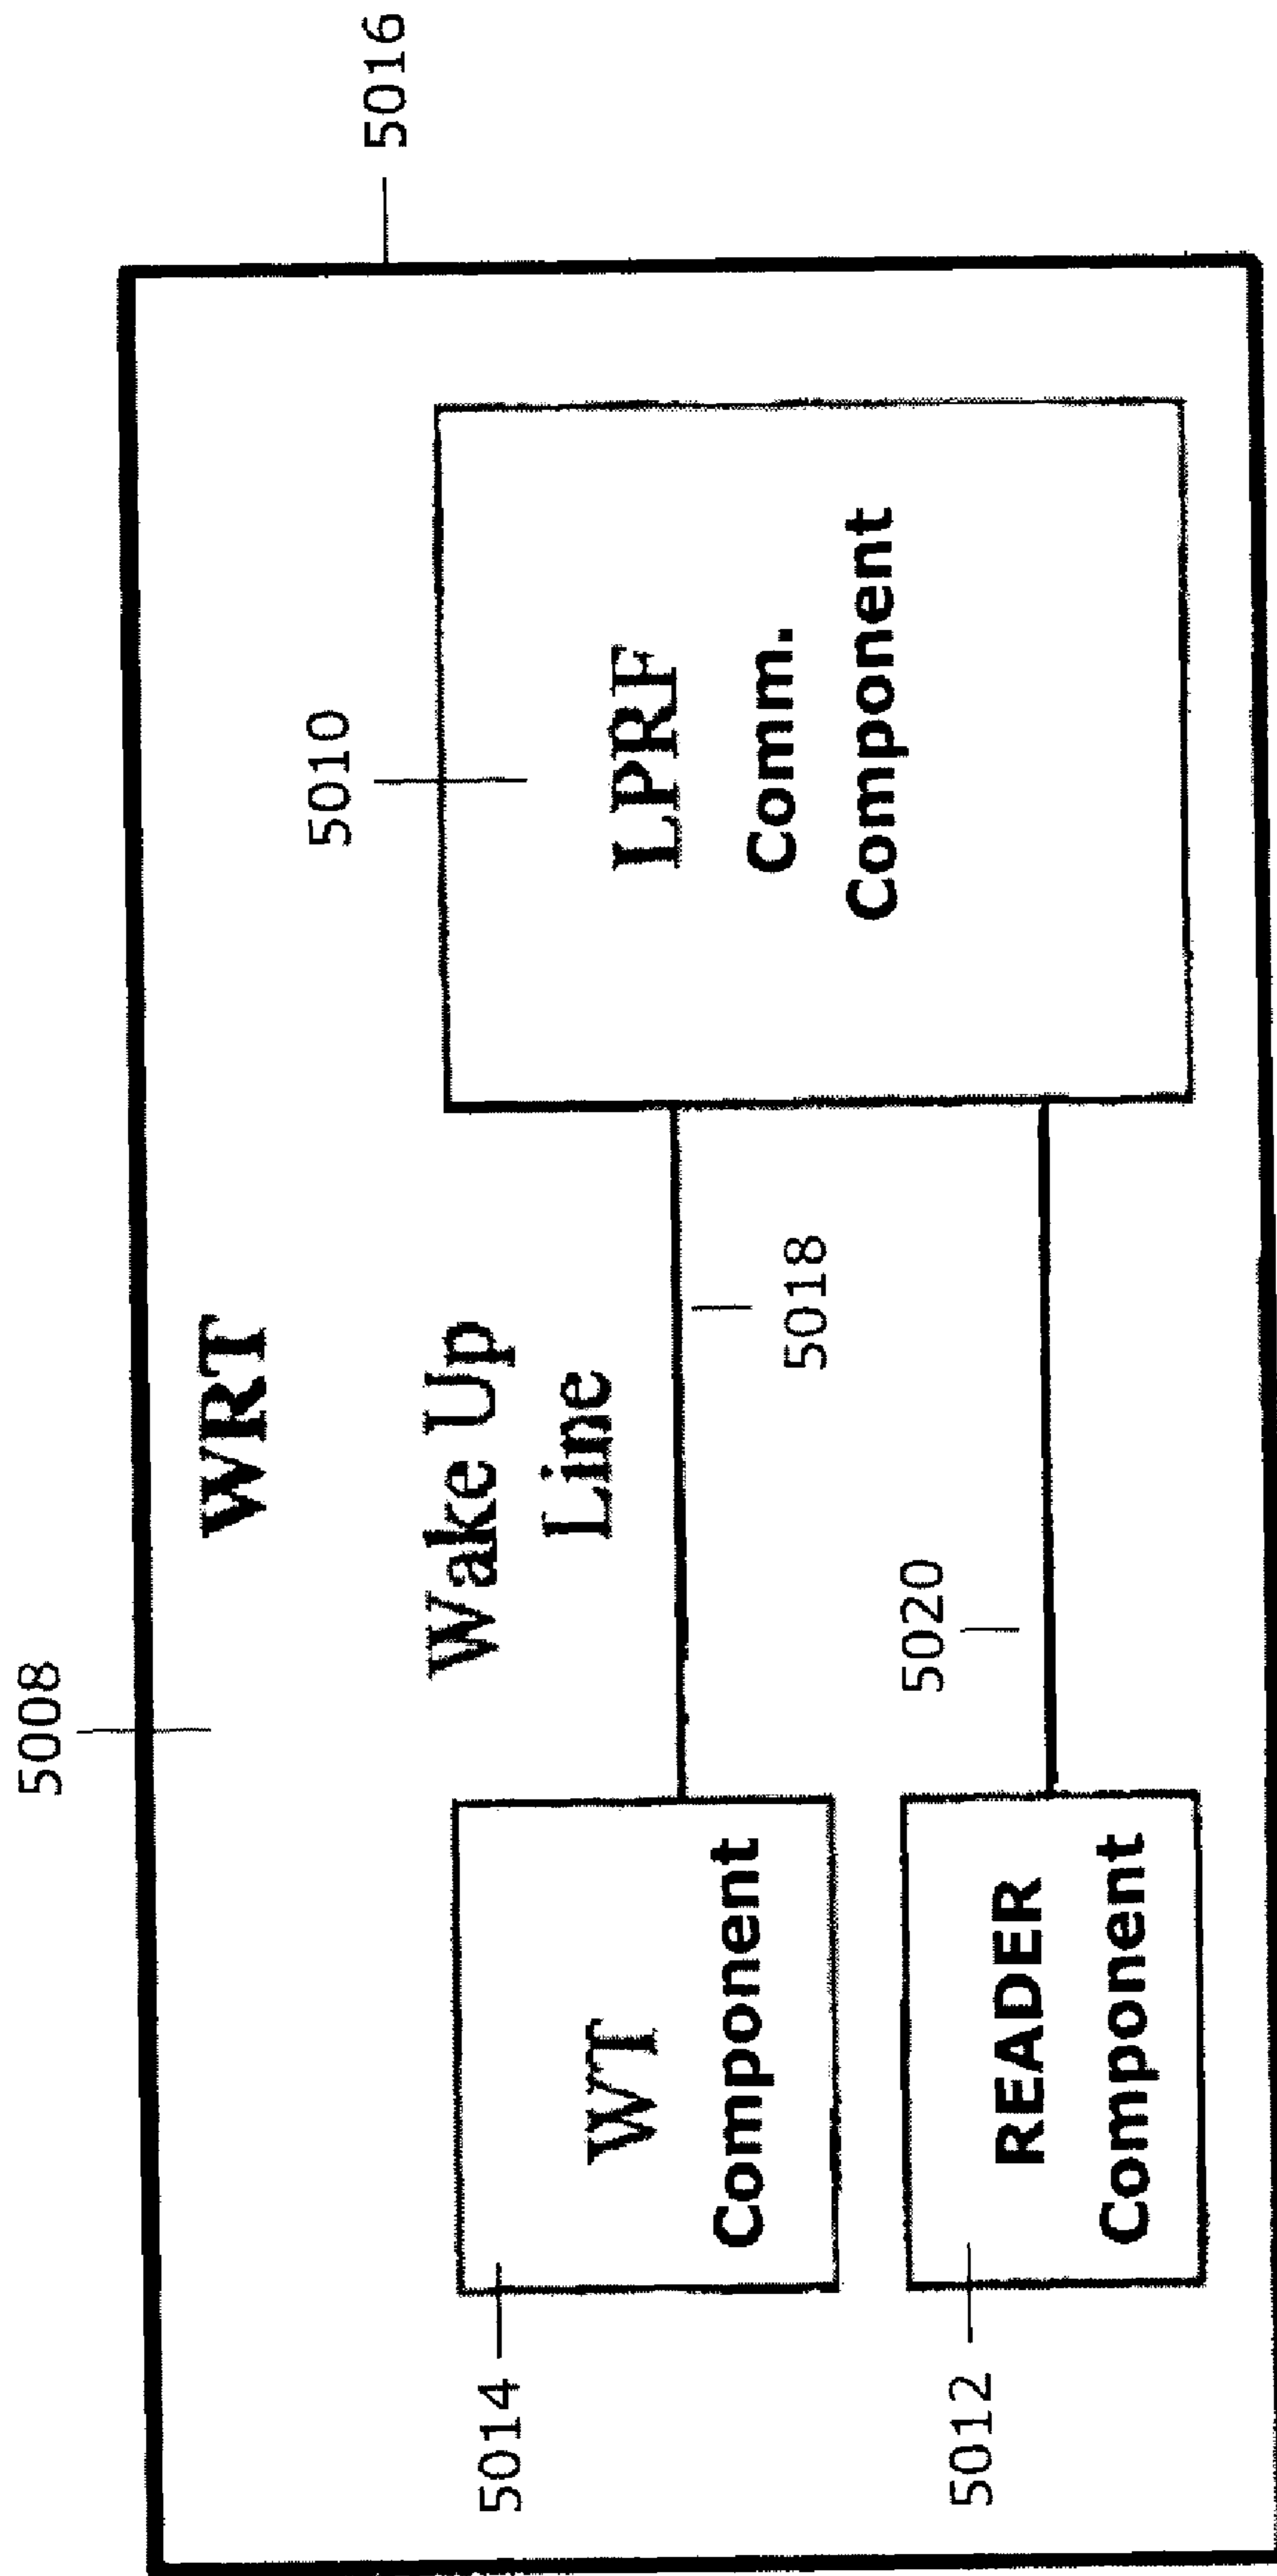 5008
WRT
5016
5010
Wake Up
Line
LPRF
Comm.
Component
5014
WT
Component
5018
5020
5012
READER
Component